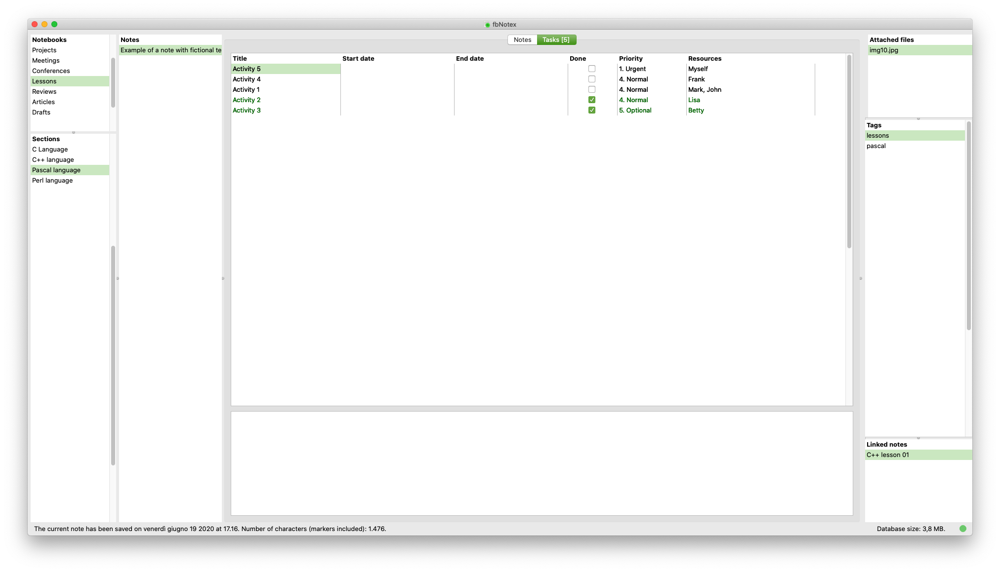 fbNotex
Notebooks
Projects
Meetings
Conferences
Lessons
Reviews
Articles
Drafts
Sections
C Language
C++ language
Pascal language
Perl language
Notes
Example of a note with fictional te
Notes Tasks [5]
Title Start date End date Done Priority Resources
Activity 5 1. Urgent Myself
Activity 4 4. Normal Frank
Activity 1 4. Normal Mark, John
Activity 2 4. Normal Lisa
Activity 3 5. Optional Betty
Attached files
img10.jpg
Tags
lessons
pascal
Linked notes
C++ lesson 01
The current note has been saved on venerdì giugno 19 2020 at 17.16. Number of characters (markers included): 1.476.
Database size: 3,8 MB.